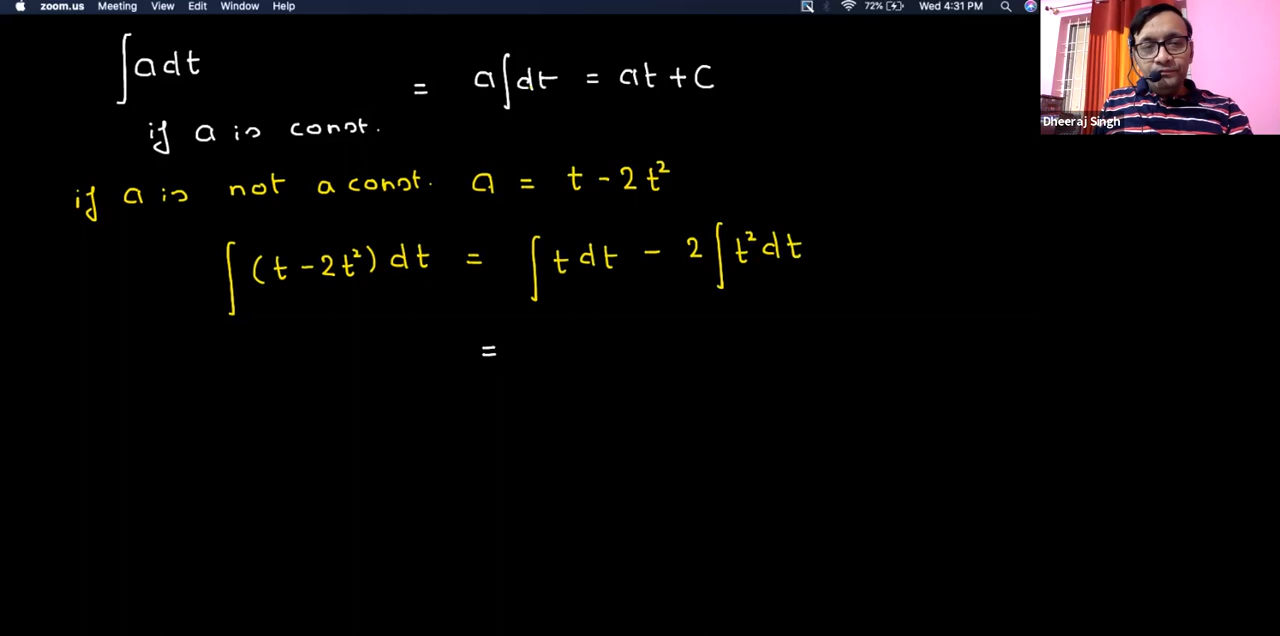 zoom.us Meeting View Edit Window Help 72% Wed 4:31 PM
Dheeraj Singh
∫ a dt = a ∫ dt = at + C
if a is const.
if a is not a const. a = t - 2t²
∫ (t - 2t²) dt = ∫ t dt - 2 ∫ t² dt
=